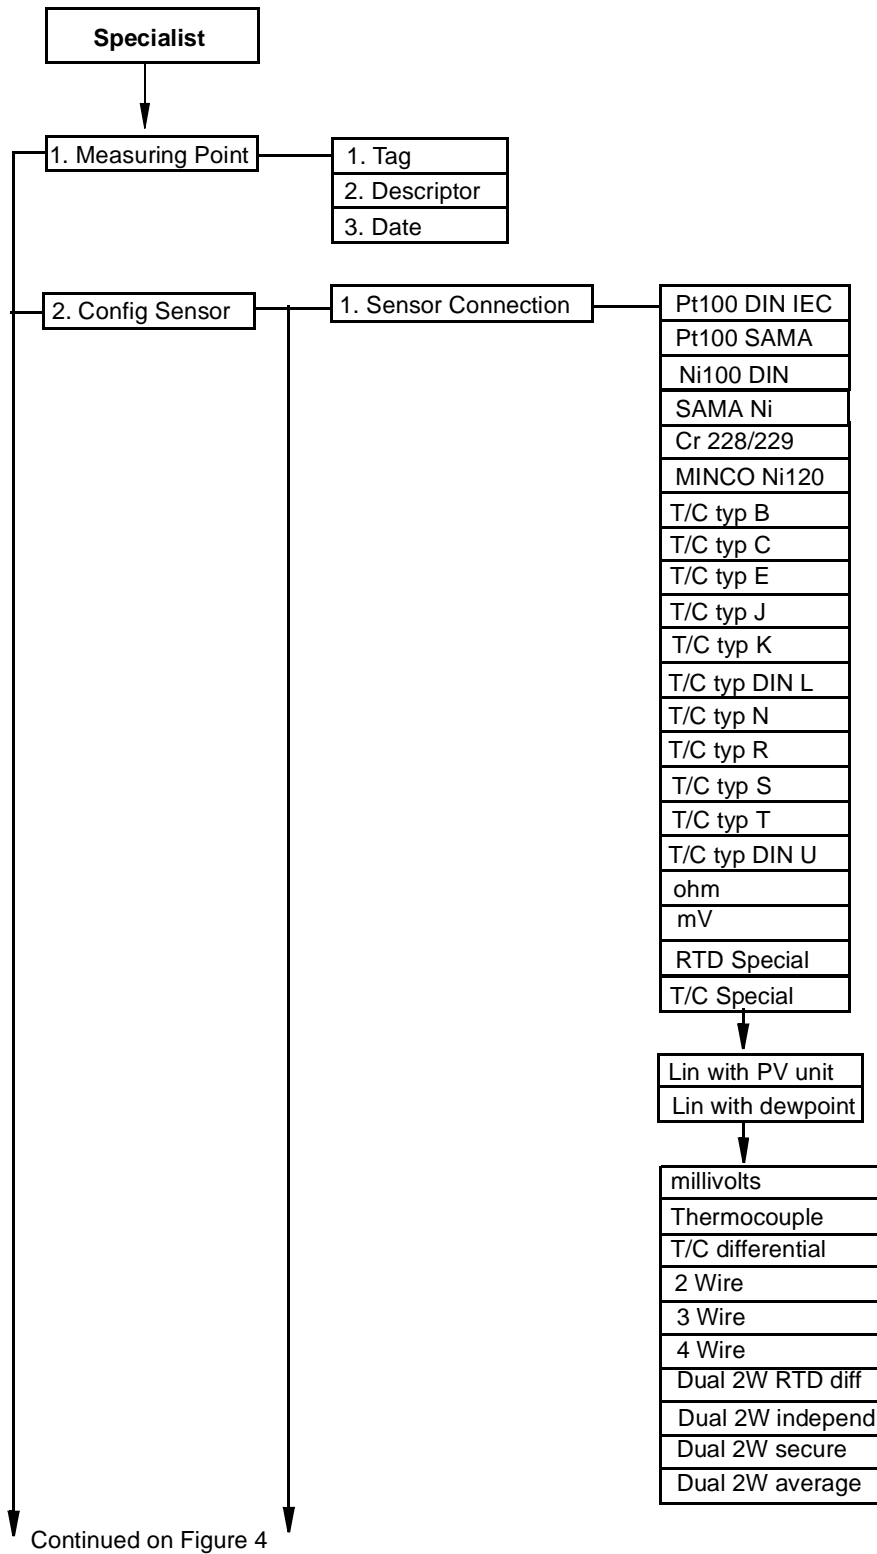 Specialist
1. Measuring Point
1. Tag
2. Descriptor
3. Date
2. Config Sensor
1. Sensor Connection
Pt100 DIN IEC
Pt100 SAMA
Ni100 DIN
SAMA Ni
Cr 228/229
MINCO Ni120
T/C typ B
T/C typ C
T/C typ E
T/C typ J
T/C typ K
T/C typ DIN L
T/C typ N
T/C typ R
T/C typ S
T/C typ T
T/C typ DIN U
ohm
mV
RTD Special
T/C Special
Lin with PV unit
Lin with dewpoint
millivolts
Thermocouple
T/C differential
2 Wire
3 Wire
4 Wire
Dual 2W RTD diff
Dual 2W independ
Dual 2W secure
Dual 2W average
Continued on Figure 4